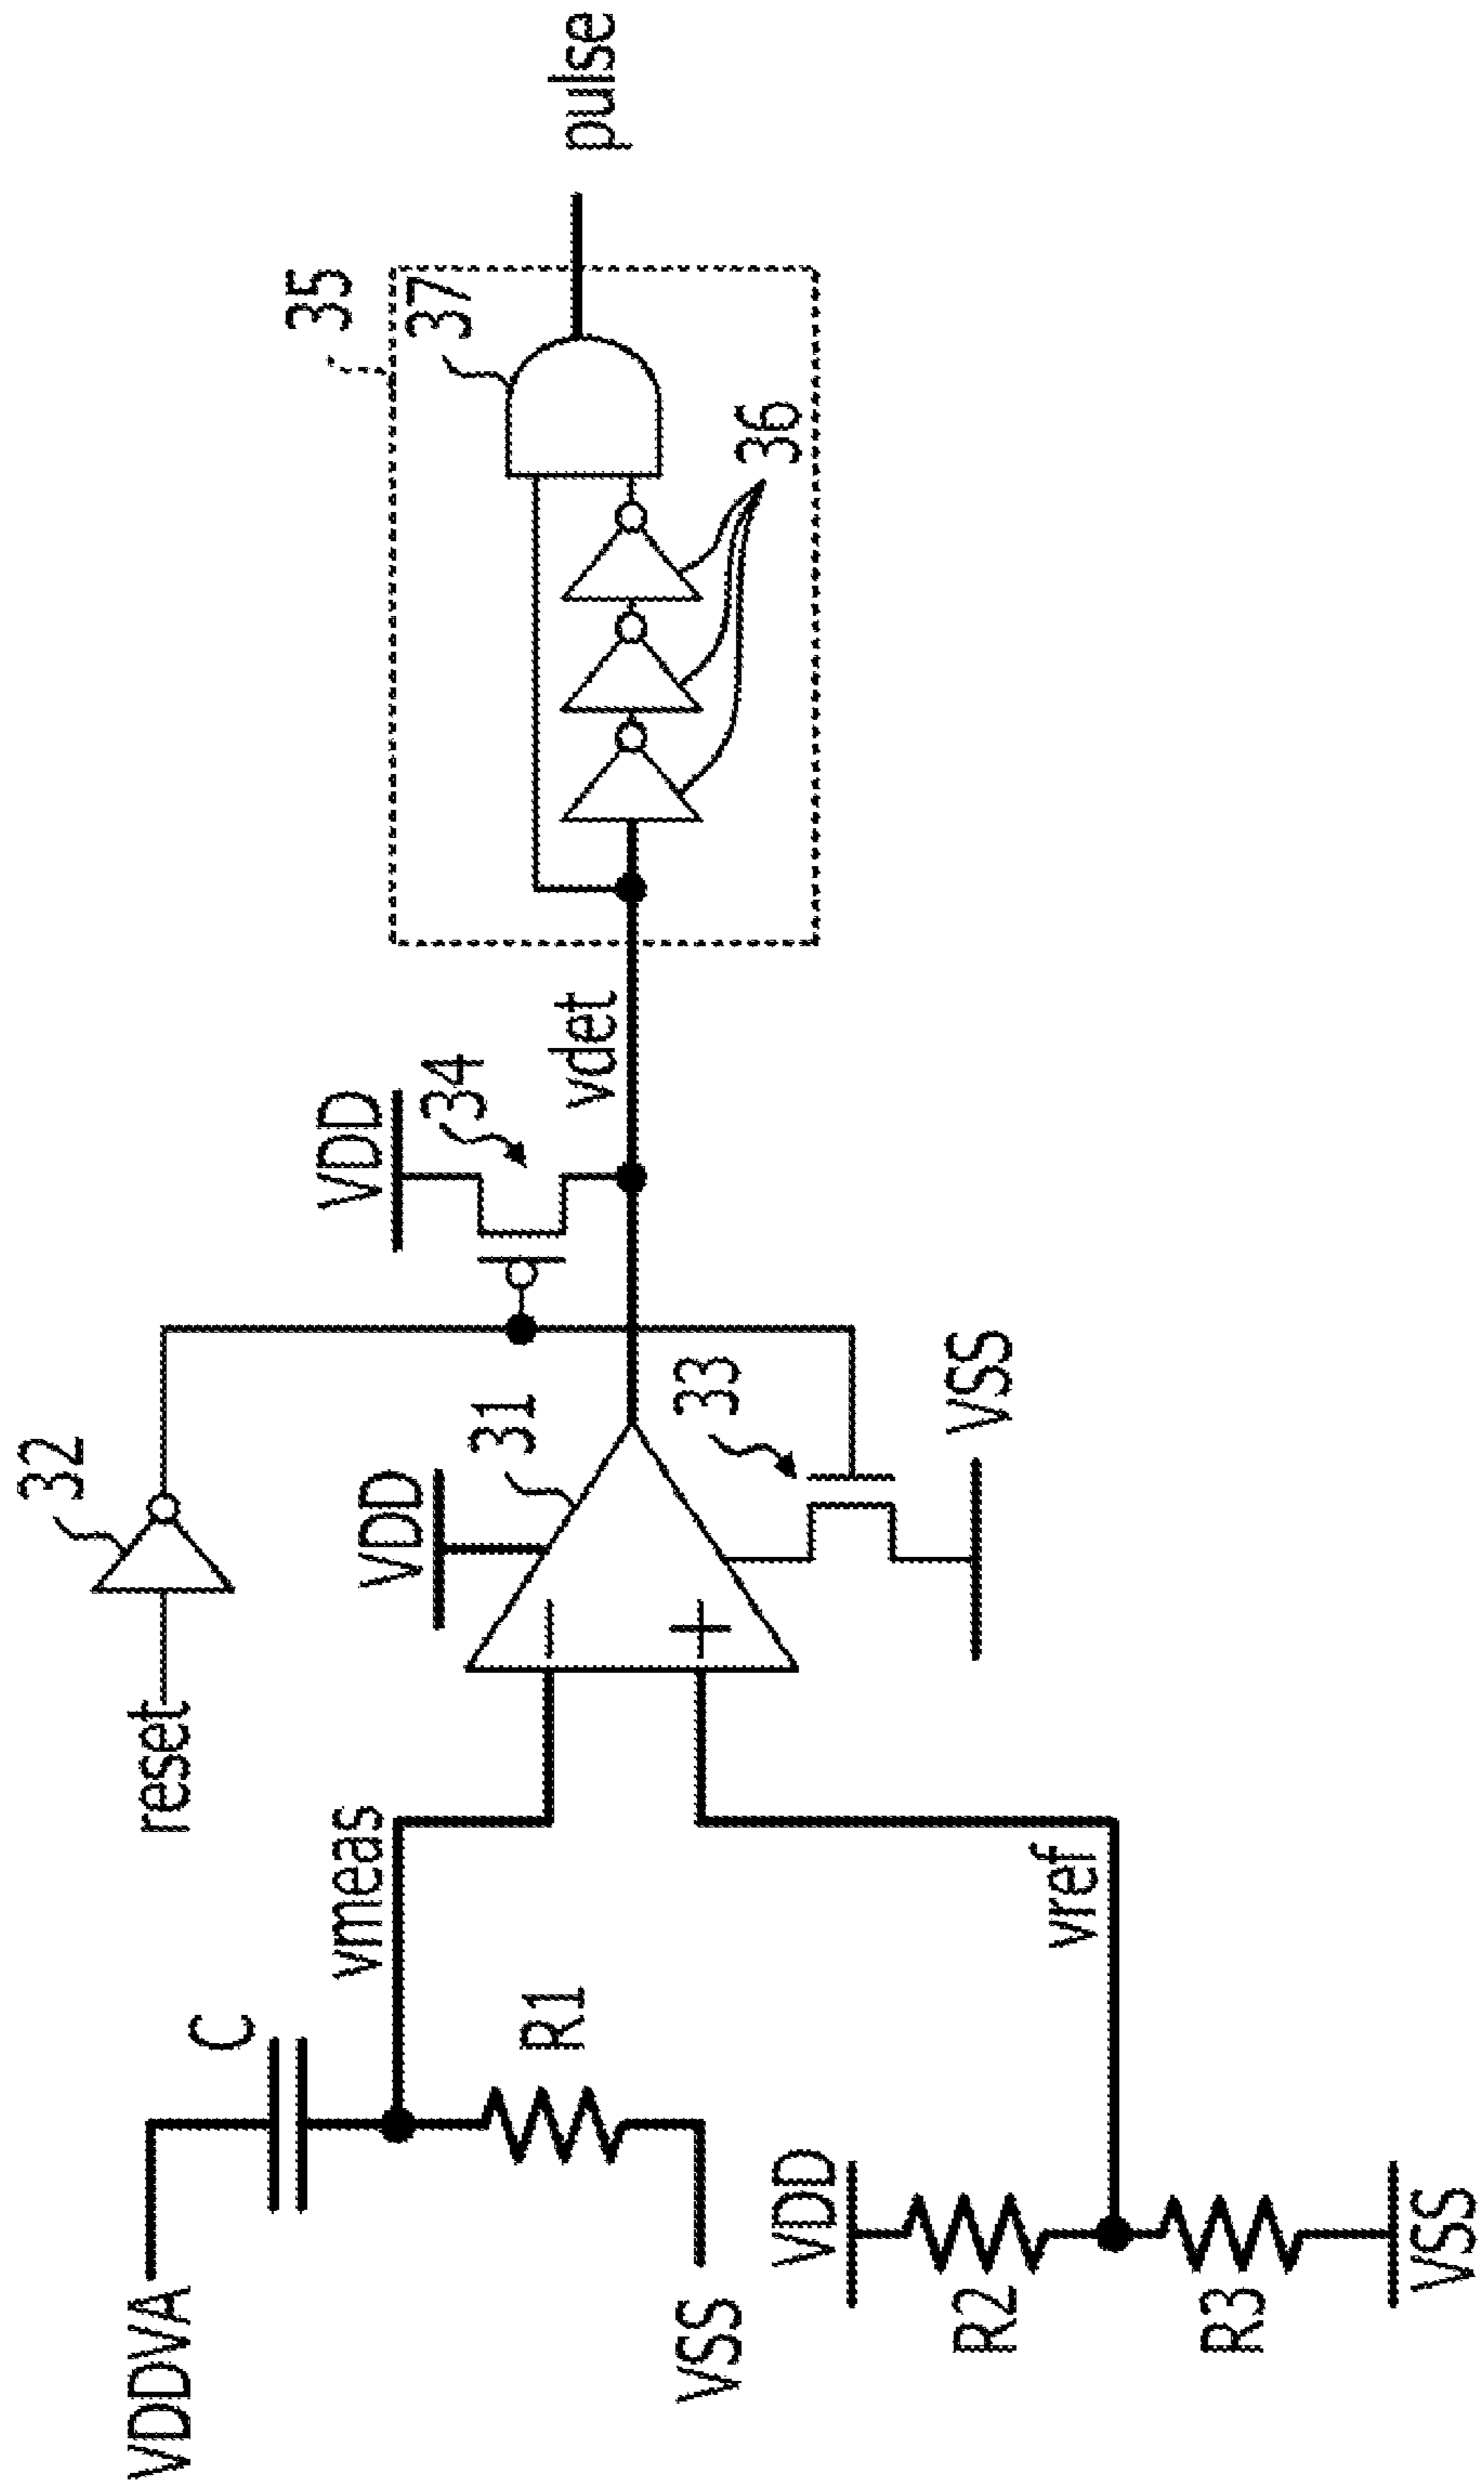 reset
32
VDDVA
C
vmeas
R1
VSS
VDD
31
VDD
34
33
VSS
vdet
35
37
36
pulse
VDD
R2
vref
R3
VSS